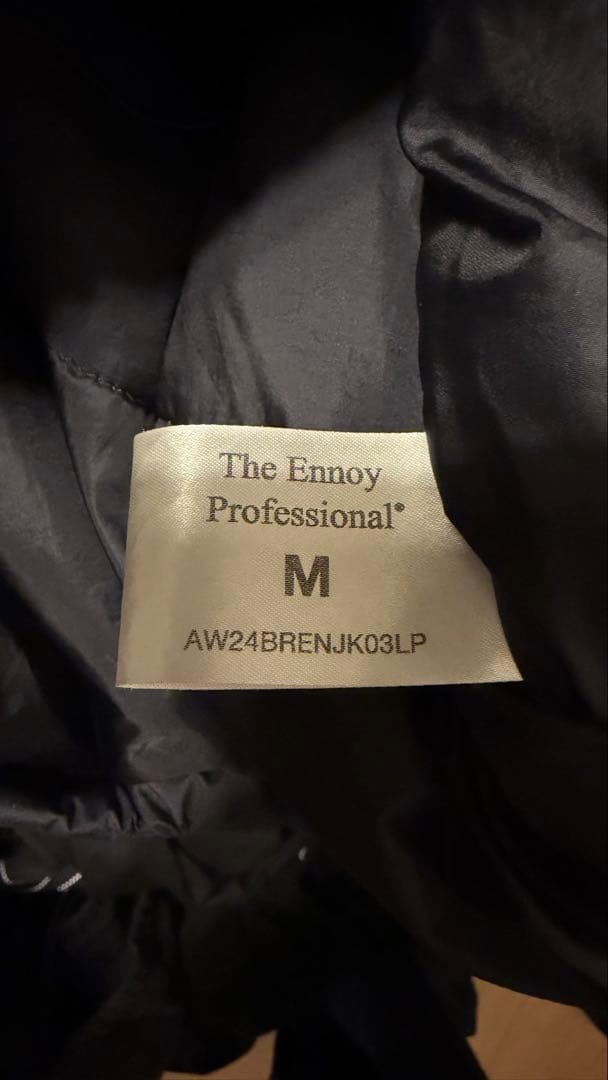 The Ennoy
Professional®
M
AW24BRENJK03LP